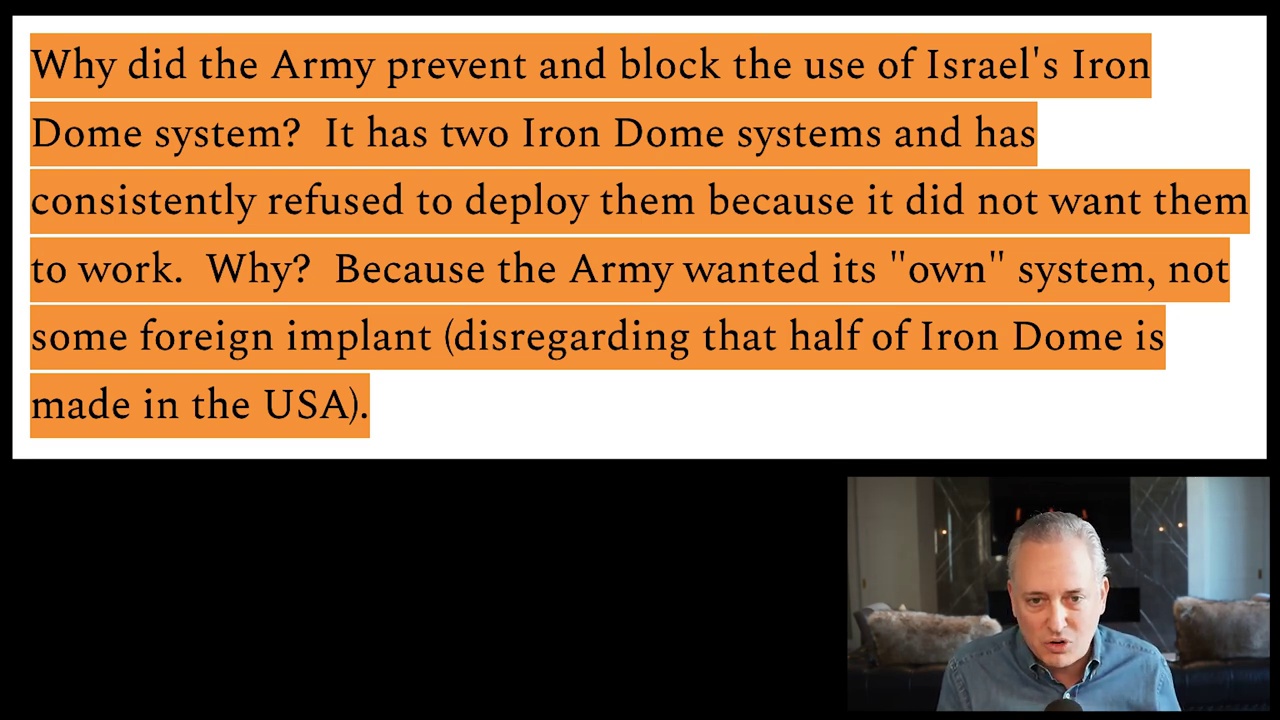 Why did the Army prevent and block the use of Israel's Iron
Dome system?  It has two Iron Dome systems and has
consistently refused to deploy them because it did not want them
to work.  Why?  Because the Army wanted its "own" system, not
some foreign implant (disregarding that half of Iron Dome is
made in the USA).